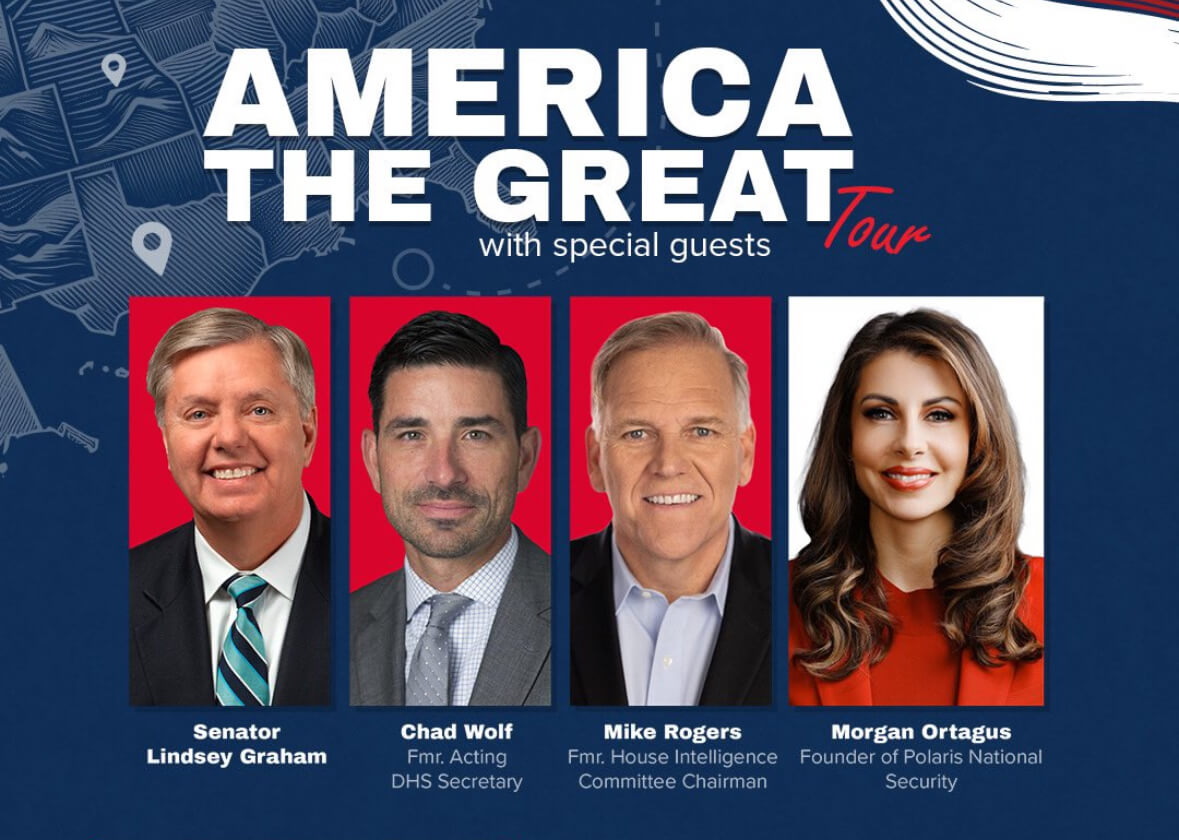 AMERICA
THE GREAT
Tour
with special guests
Senator
Lindsey Graham
Chad Wolf
Fmr. Acting
DHS Secretary
Mike Rogers
Fmr. House Intelligence
Committee Chairman
Morgan Ortagus
Founder of Polaris National
Security